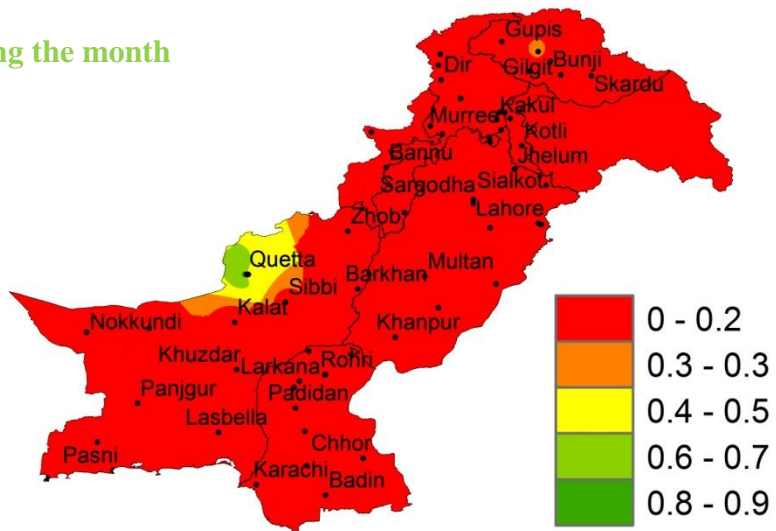 ng the month
Gupis
Dir
Gilgit
Bunji
Skardu
Kakul
Murree
Kotli
Bannu
Jhelum
Sargodha
Sialkot
Zhob
Lahore
Quetta
Barkhan
Multan
Sibbi
Kalat
Nokkundi
Khanpur
Khuzdar
Larkana
Rohri
Panjgur
Padidan
Lasbella
Chhor
Pasni
Karachi
Badin
0 - 0.2
0.3 - 0.3
0.4 - 0.5
0.6 - 0.7
0.8 - 0.9